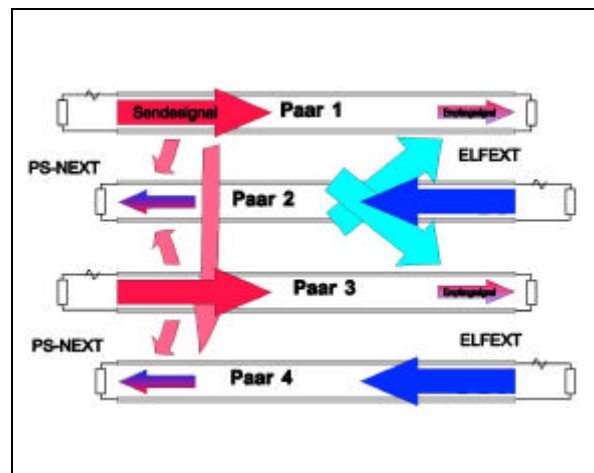 Sendesignal
Paar 1
Empfangssignal
PS-NEXT
ELFEXT
Paar 2
Paar 3
Empfangssignal
PS-NEXT
ELFEXT
Paar 4